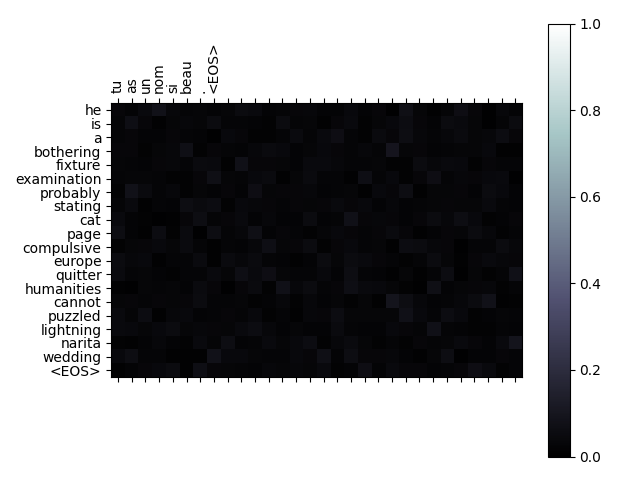 tu as un nom si beau . <EOS>
he
is
a
bothering
fixture
examination
probably
stating
cat
page
compulsive
europe
quitter
humanities
cannot
puzzled
lightning
narita
wedding
<EOS>
1.0
0.8
0.6
0.4
0.2
0.0